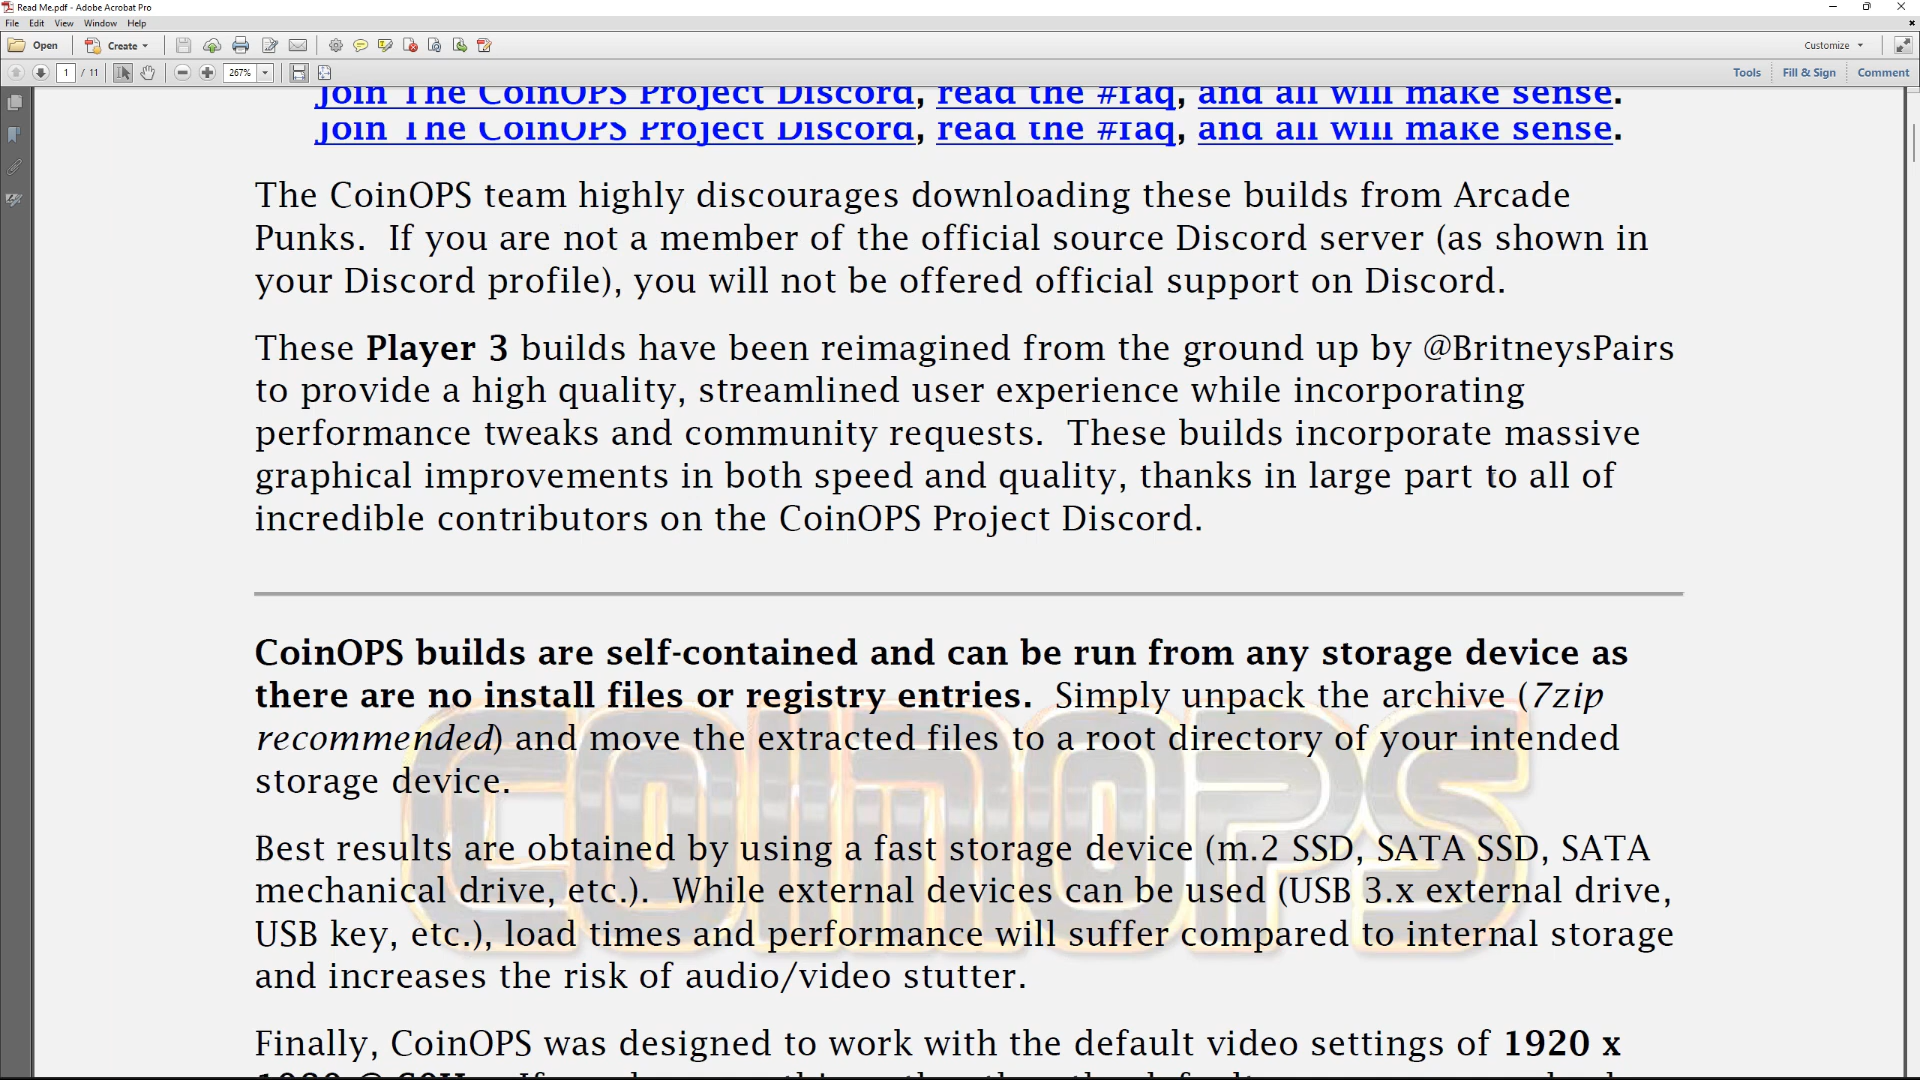 Read Me.pdf - Adobe Acrobat Pro
File Edit View Window Help
Open Create Customize
1 / 11 267% Tools Fill & Sign Comment
Join The CoinOPS Project Discord, read the #faq, and all will make sense.
Join The CoinOPS Project Discord, read the #faq, and all will make sense.
The CoinOPS team highly discourages downloading these builds from Arcade
Punks. If you are not a member of the official source Discord server (as shown in
your Discord profile), you will not be offered official support on Discord.
These Player 3 builds have been reimagined from the ground up by @BritneysPairs
to provide a high quality, streamlined user experience while incorporating
performance tweaks and community requests. These builds incorporate massive
graphical improvements in both speed and quality, thanks in large part to all of
incredible contributors on the CoinOPS Project Discord.
CoinOPS builds are self-contained and can be run from any storage device as
there are no install files or registry entries. Simply unpack the archive (7zip
recommended) and move the extracted files to a root directory of your intended
storage device.
COINOPS
Best results are obtained by using a fast storage device (m.2 SSD, SATA SSD, SATA
mechanical drive, etc.). While external devices can be used (USB 3.x external drive,
USB key, etc.), load times and performance will suffer compared to internal storage
and increases the risk of audio/video stutter.
Finally, CoinOPS was designed to work with the default video settings of 1920 x